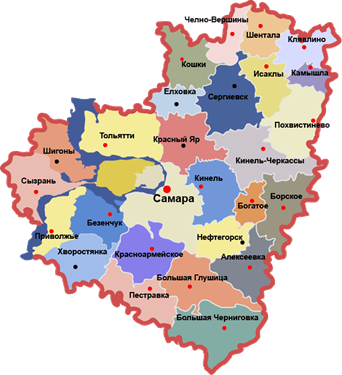 Челно-Вершины
Шентала
Клявлино
Кошки
Исаклы
Камышла
Елховка
Сергиевск
Похвистнево
Тольятти
Красный Яр
Шигоны
Кинель-Черкассы
Сызрань
Кинель
Самара
Богатое
Борское
Безенчук
Приволжье
Нефтегорск
Хворостянка
Красноармейское
Алексеевка
Большая Глушица
Пестравка
Большая Черниговка